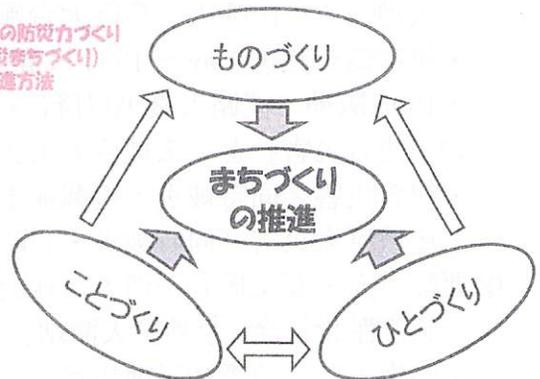 の防災力づくり
災まちづくり)
進方法
ものづくり
まちづくり
の推進
ことづくり
ひとづくり